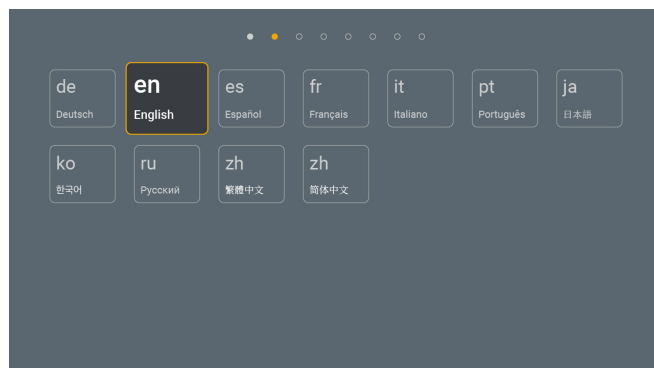 de
Deutsch
en
English
es
Español
fr
Français
it
Italiano
pt
Português
ja
日本語
ko
한국어
ru
Русский
zh
繁體中文
zh
简体中文